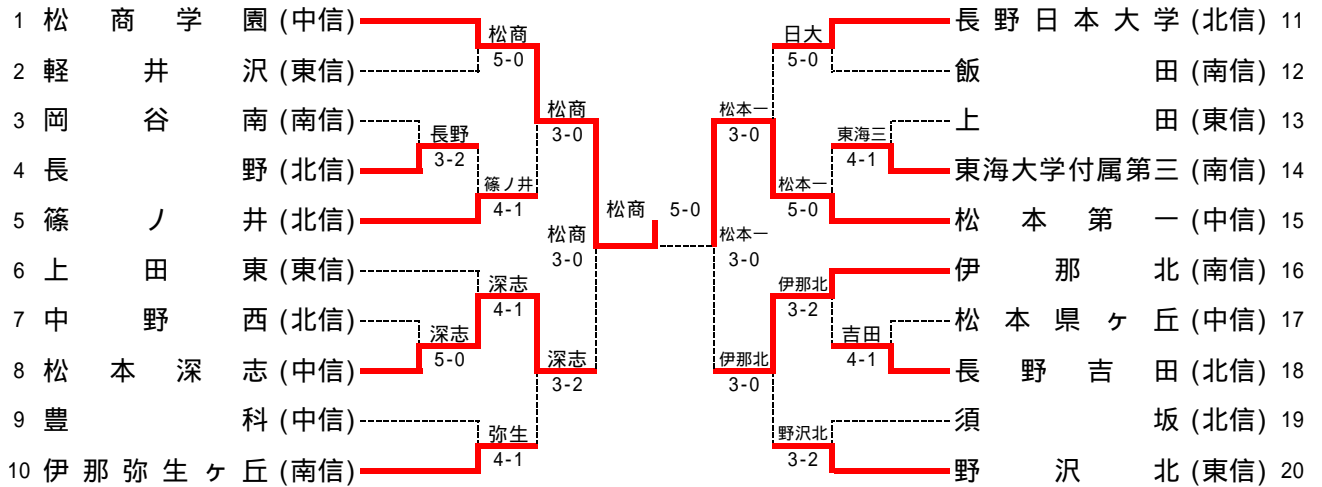 1 松商学園 (中信) 長野日本大学 (北信) 11
松商 日大
5-0 5-0
2 軽井沢 (東信) 飯田 (南信) 12
松商 松本一
3-0 3-0
3 岡谷南 (南信) 上田 (東信) 13
長野 東海三
3-2 4-1
4 長野 (北信) 東海大学付属第三 (南信) 14
篠ノ井 松本一
4-1 5-0
5 篠ノ井 (北信) 松本第一 (中信) 15
松商 5-0
松商 松本一
3-0 3-0
6 上田東 (東信) 伊那北 (南信) 16
深志 伊那北
4-1 3-2
7 中野西 (北信) 松本県ヶ丘 (中信) 17
深志 吉田
5-0 4-1
深志 伊那北
3-2 3-0
8 松本深志 (中信) 長野吉田 (北信) 18
9 豊科 (中信) 須坂 (北信) 19
弥生 野沢北
4-1 3-2
10 伊那弥生ヶ丘 (南信) 野沢北 (東信) 20